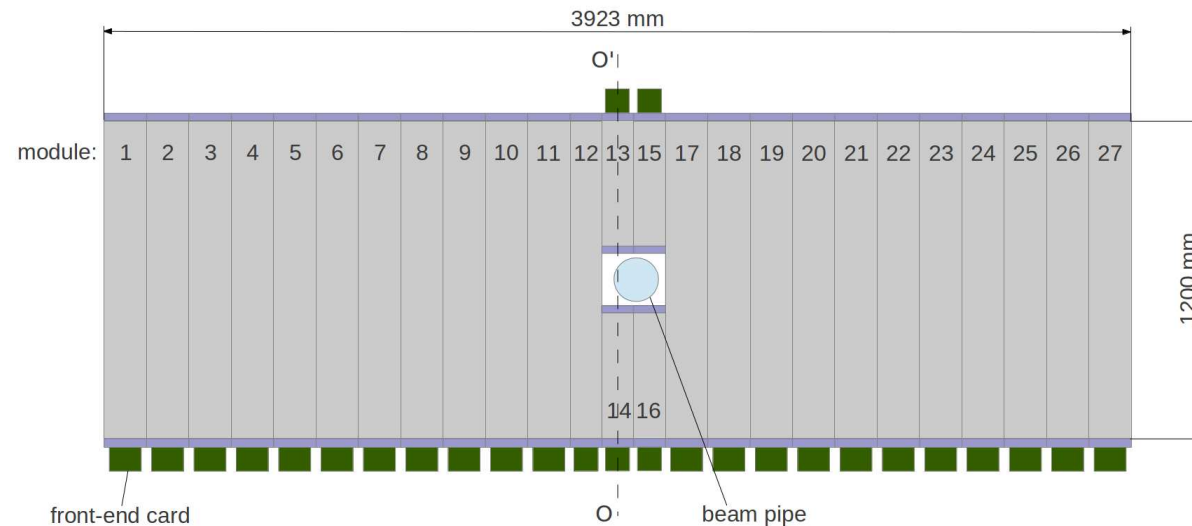 3923 mm
O'
module: 1 2 3 4 5 6 7 8 9 10 11 12 13 15 17 18 19 20 21 22 23 24 25 26 27
1200 mm
14 16
front-end card
O
beam pipe